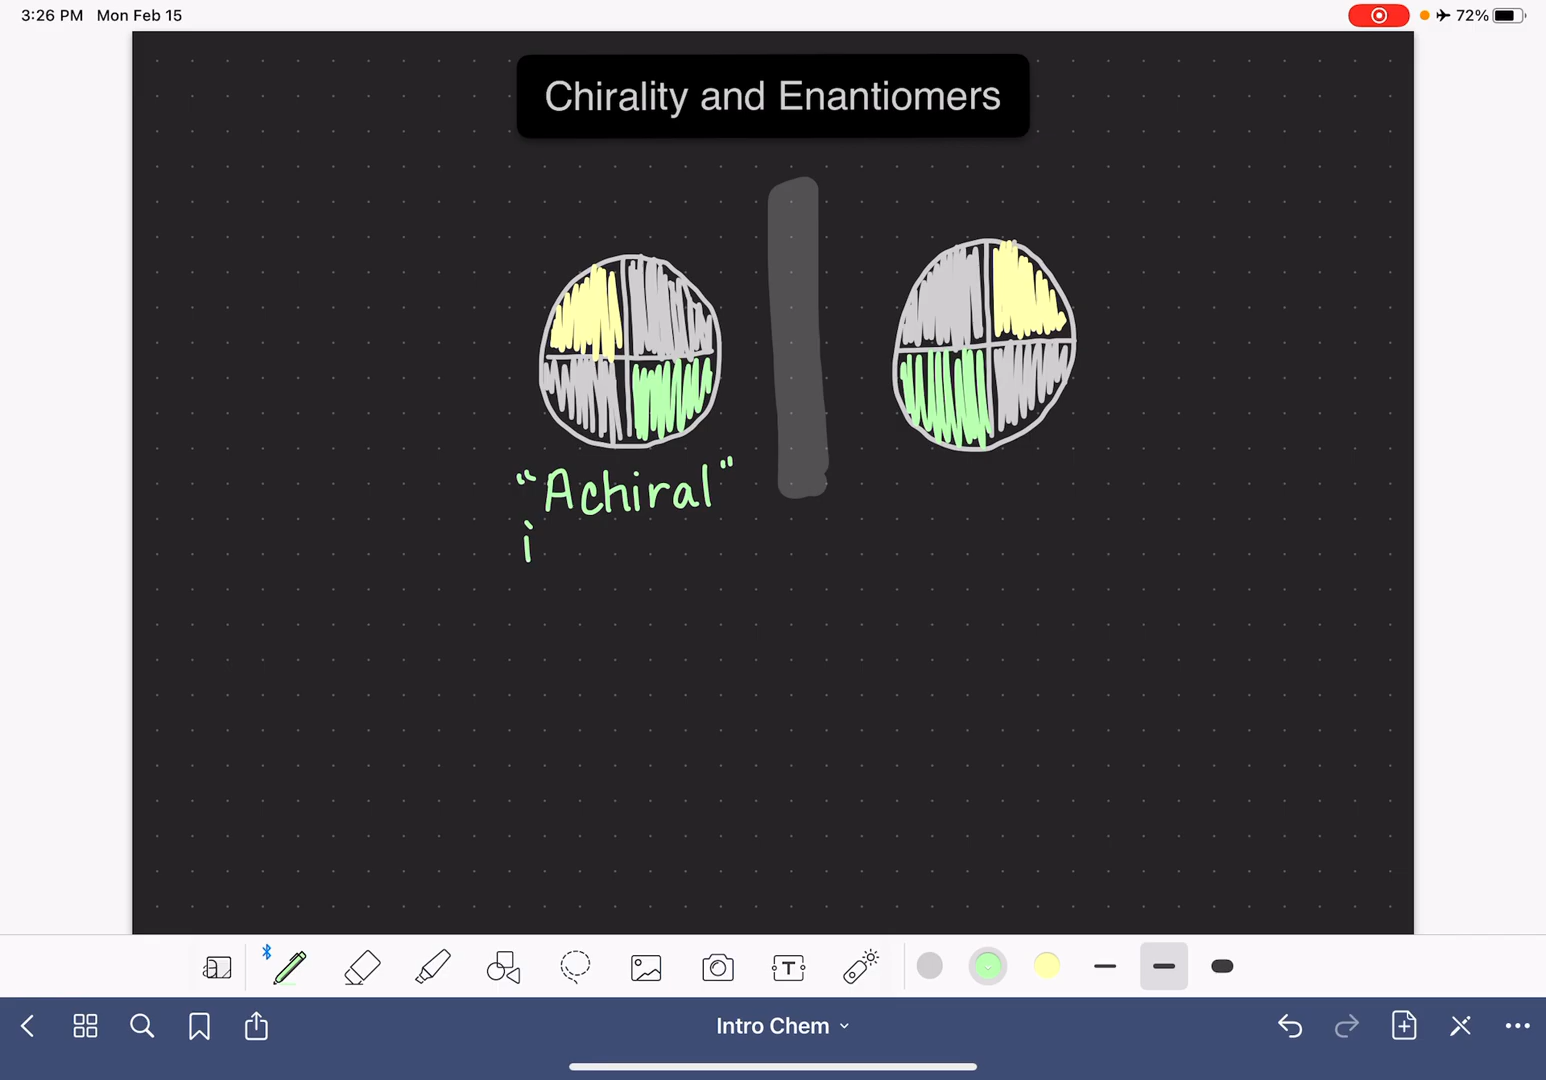 3:26 PM Mon Feb 15
72%
Chirality and Enantiomers
"Achiral"
i
Intro Chem